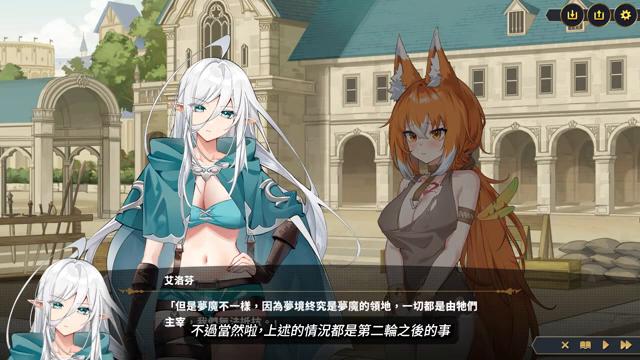 艾洛芬
「但是夢魔不一樣，因為夢境終究是夢魔的領地，一切都是由牠們
主宰
不過當然啦，上述的情況都是第二輪之後的事